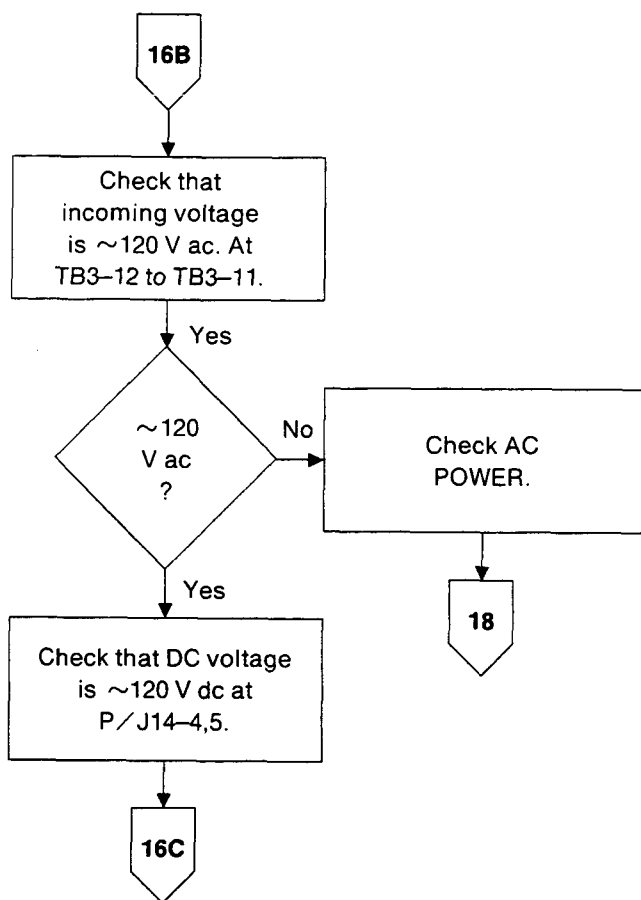 16B
Check that
incoming voltage
is ~120 V ac. At
TB3–12 to TB3–11.
Yes
~120
V ac
?
No
Check AC
POWER.
18
Yes
Check that DC voltage
is ~120 V dc at
P/J14–4,5.
16C